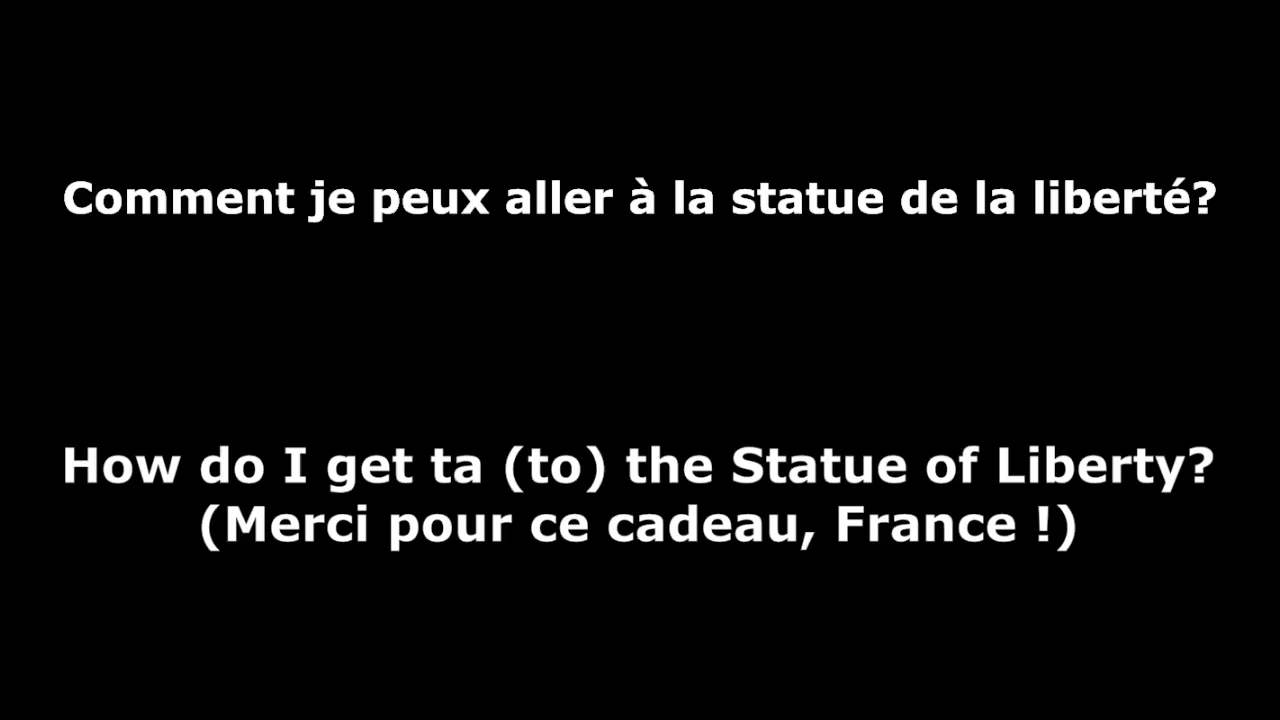 Comment je peux aller à la statue de la liberté?
How do I get ta (to) the Statue of Liberty?
(Merci pour ce cadeau, France !)